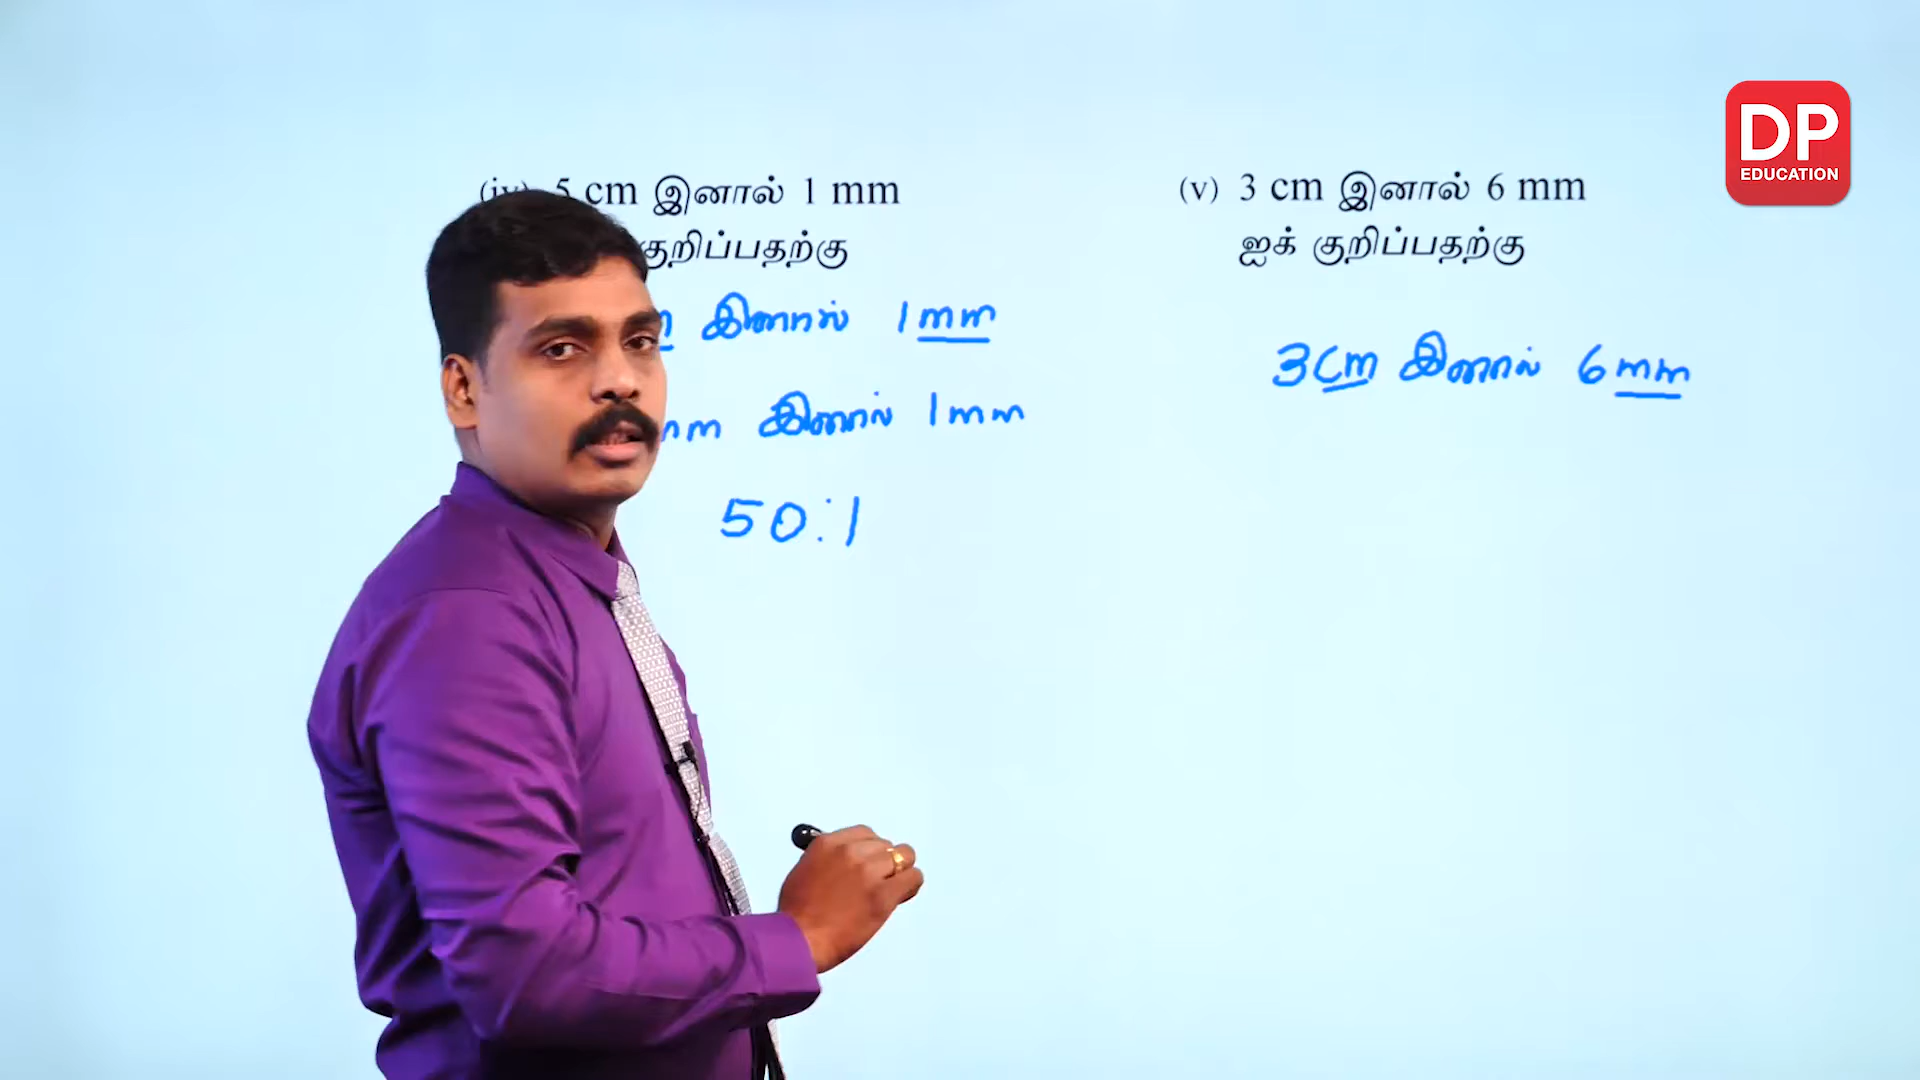 DP
EDUCATION
(iv) 5 cm இனால் 1 mm
குறிப்பதற்கு
இனால் 1mm
இனால் 1mm
50:1
(v) 3 cm இனால் 6 mm
ஐக் குறிப்பதற்கு
3cm இனால் 6mm